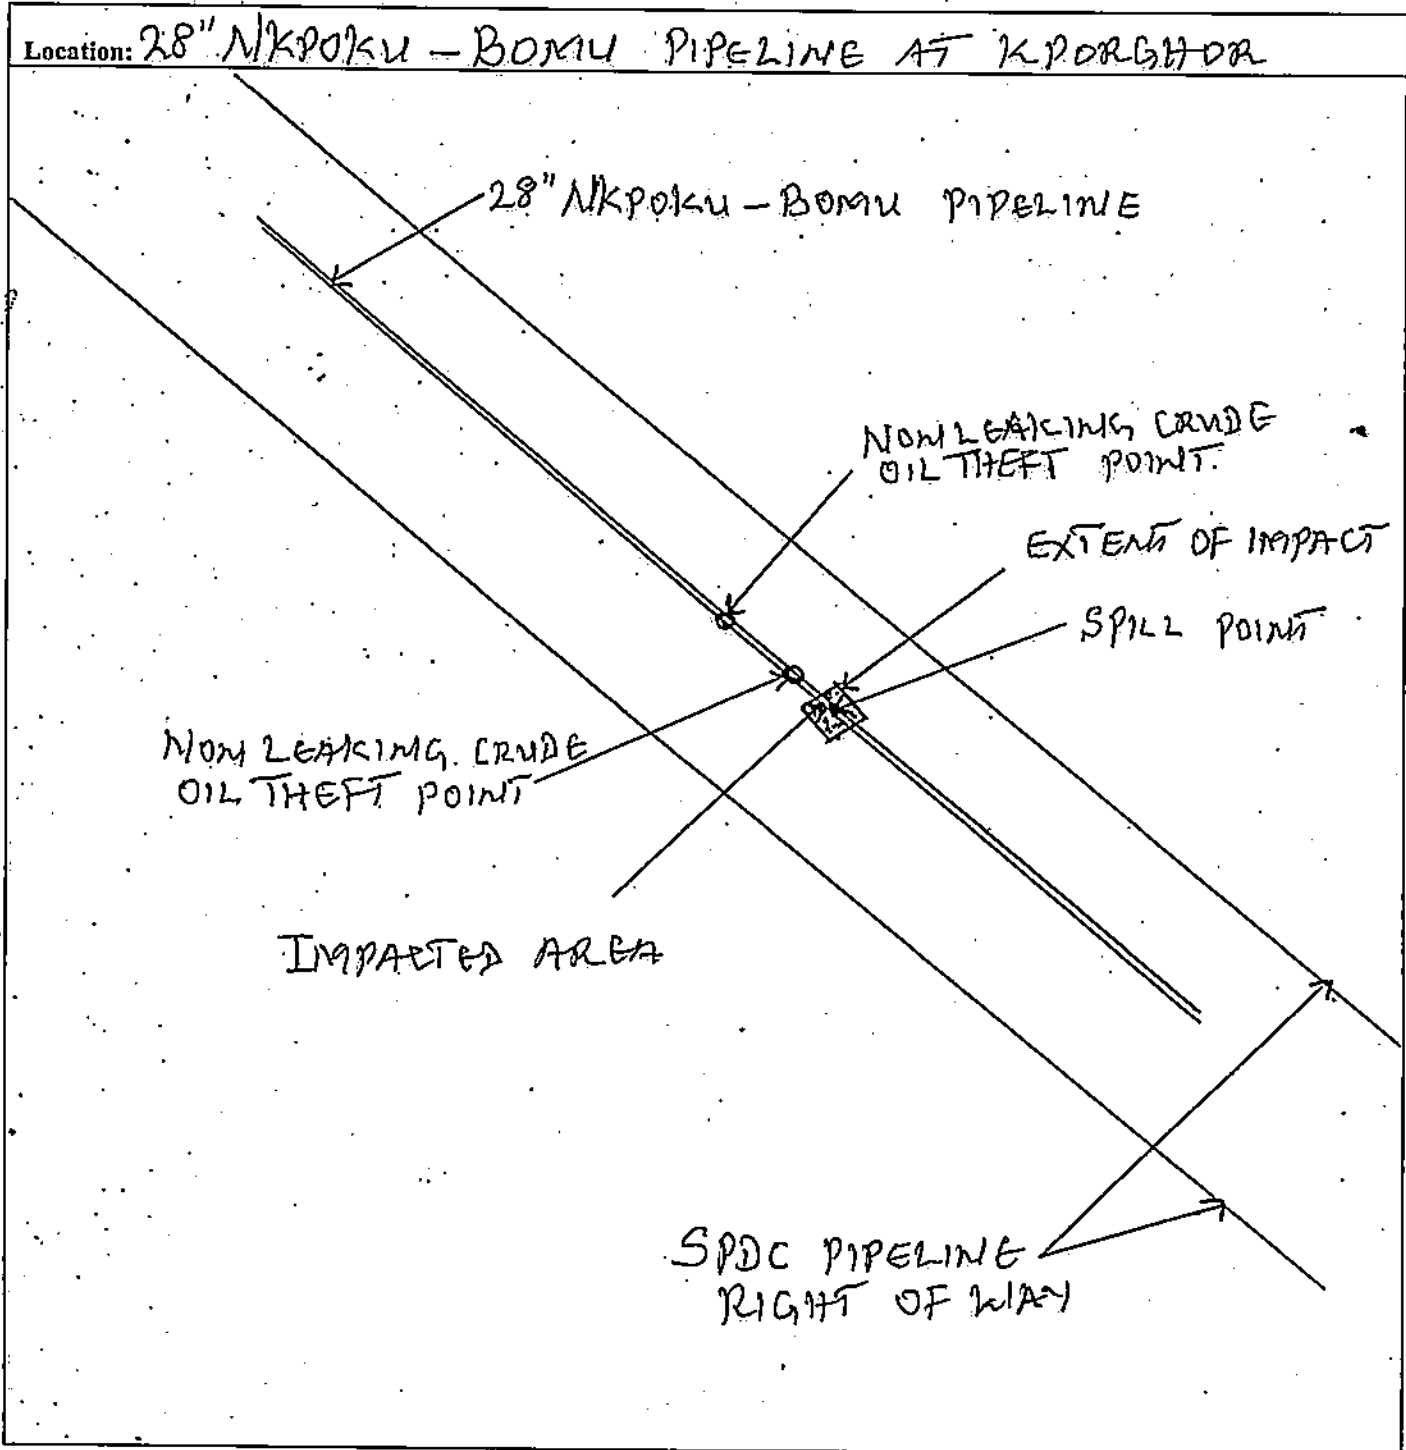 Location: 28" NKPOKU - BOMU PIPELINE AT KPORGHOR
28" NKPOKU - BOMU PIPELINE
NON LEAKING CRUDE
OIL THEFT POINT.
EXTENT OF IMPACT
SPILL POINT
NON LEAKING CRUDE
OIL THEFT POINT
IMPACTED AREA
SPDC PIPELINE
RIGHT OF WAY